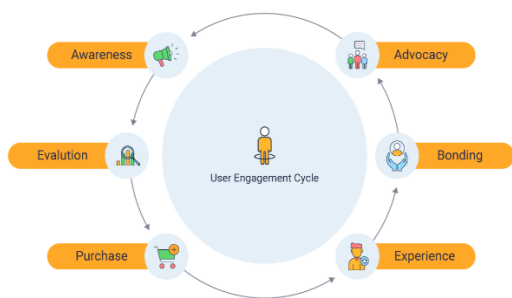 Awareness
Advocacy
Evalution
User Engagement Cycle
Bonding
Purchase
Experience